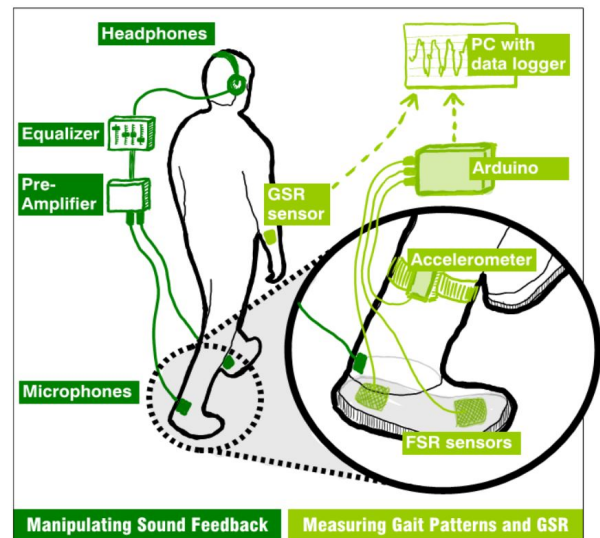 Headphones
Equalizer
Pre-
Amplifier
Microphones
GSR
sensor
PC with
data logger
Arduino
Accelerometer
FSR sensors
Manipulating Sound Feedback
Measuring Gait Patterns and GSR